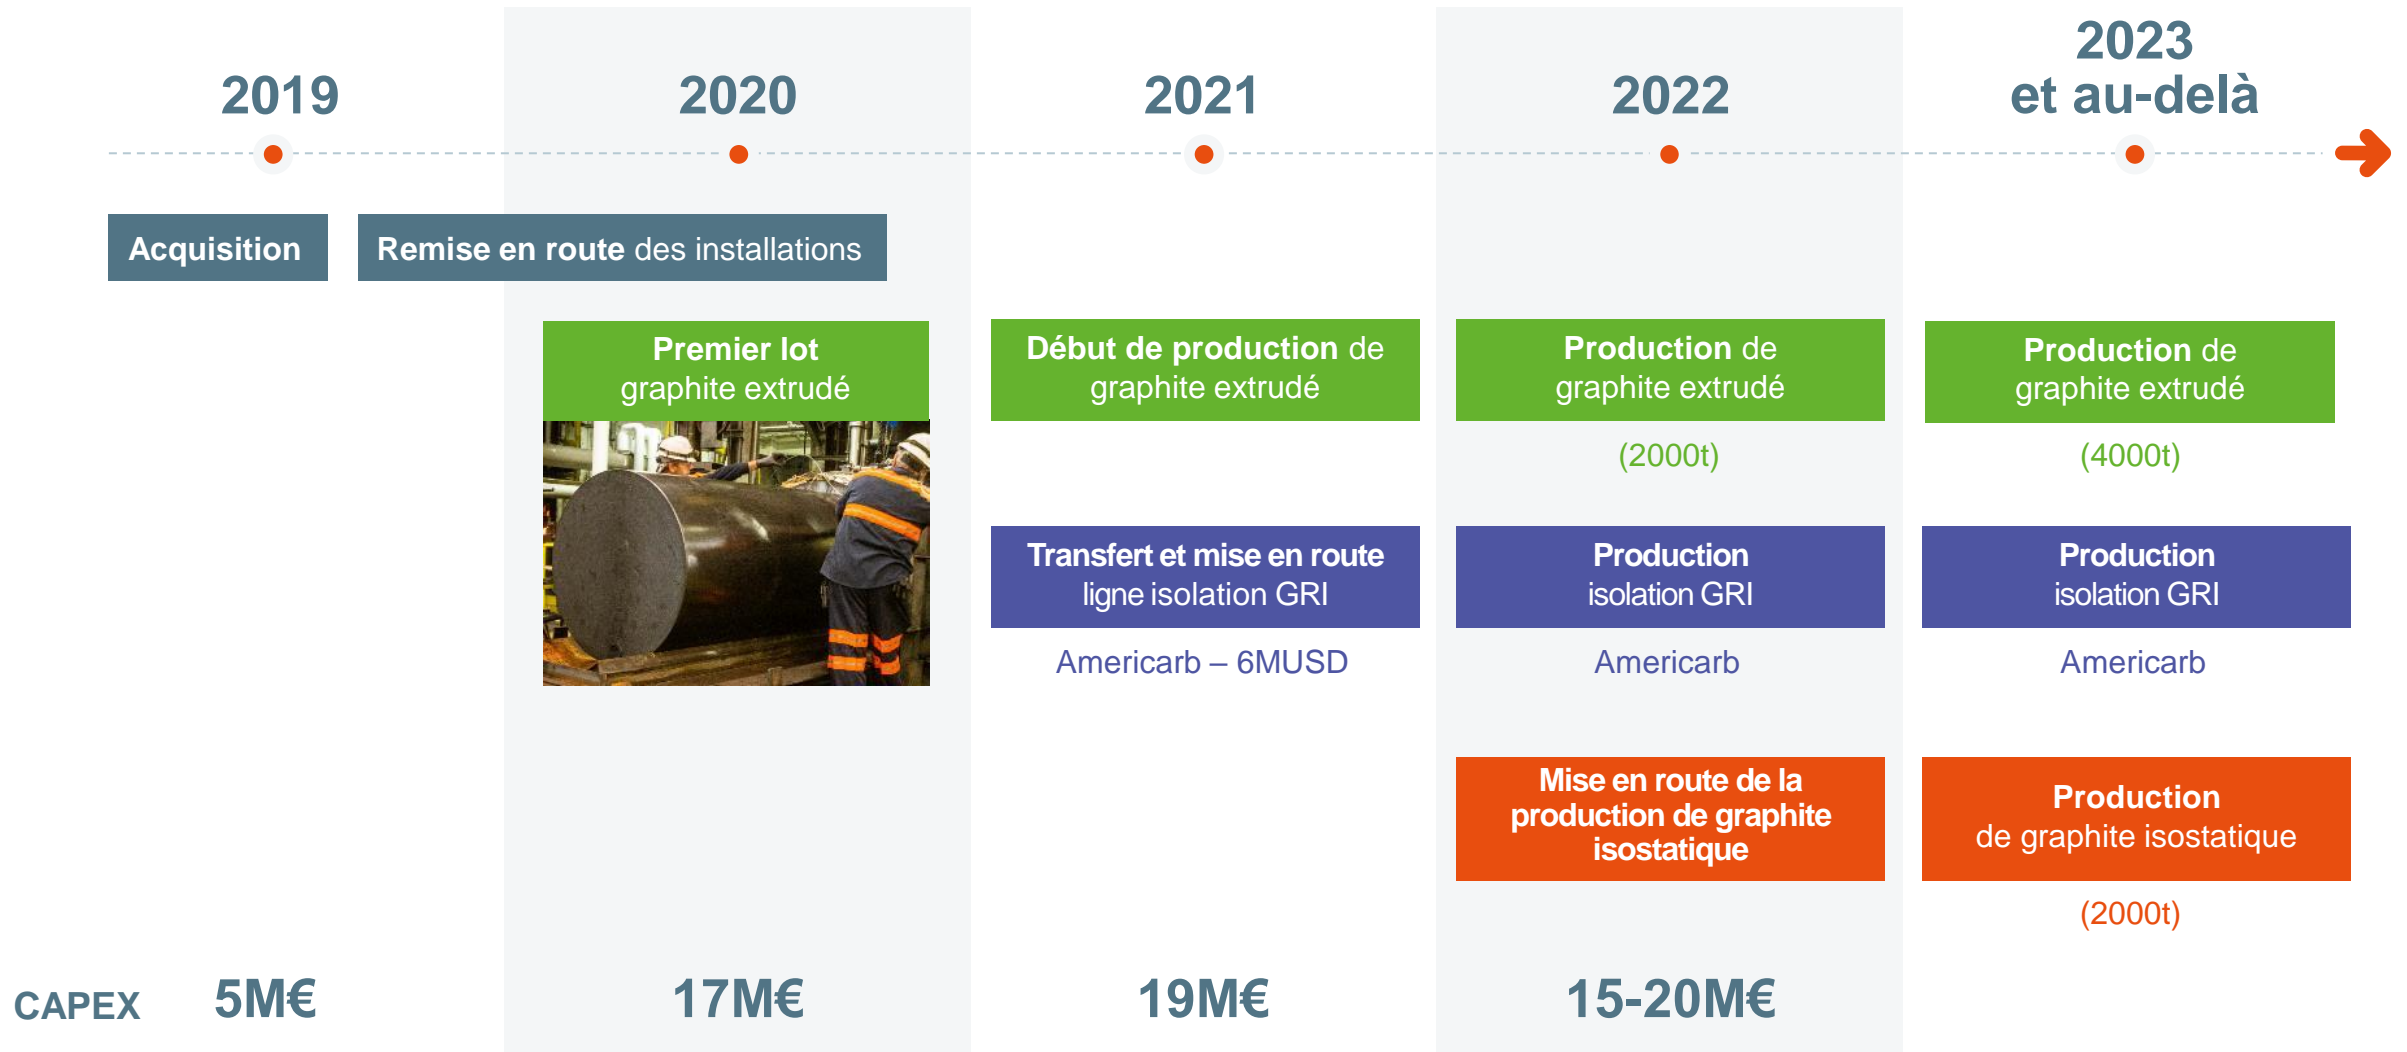 2019
2020
2021
2022
2023
et au-delà
Acquisition
Remise en route des installations
Premier lot
graphite extrudé
Début de production de
graphite extrudé
Production de
graphite extrudé
(2000t)
Production de
graphite extrudé
(4000t)
Transfert et mise en route
ligne isolation GRI
Americarb – 6MUSD
Production
isolation GRI
Americarb
Production
isolation GRI
Americarb
Mise en route de la
production de graphite
isostatique
Production
de graphite isostatique
(2000t)
CAPEX
5M€
17M€
19M€
15-20M€